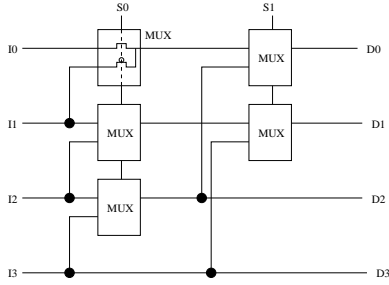 S0 S1
MUX
I0 D0
MUX
I1 D1
MUX MUX
I2 D2
MUX
I3 D3